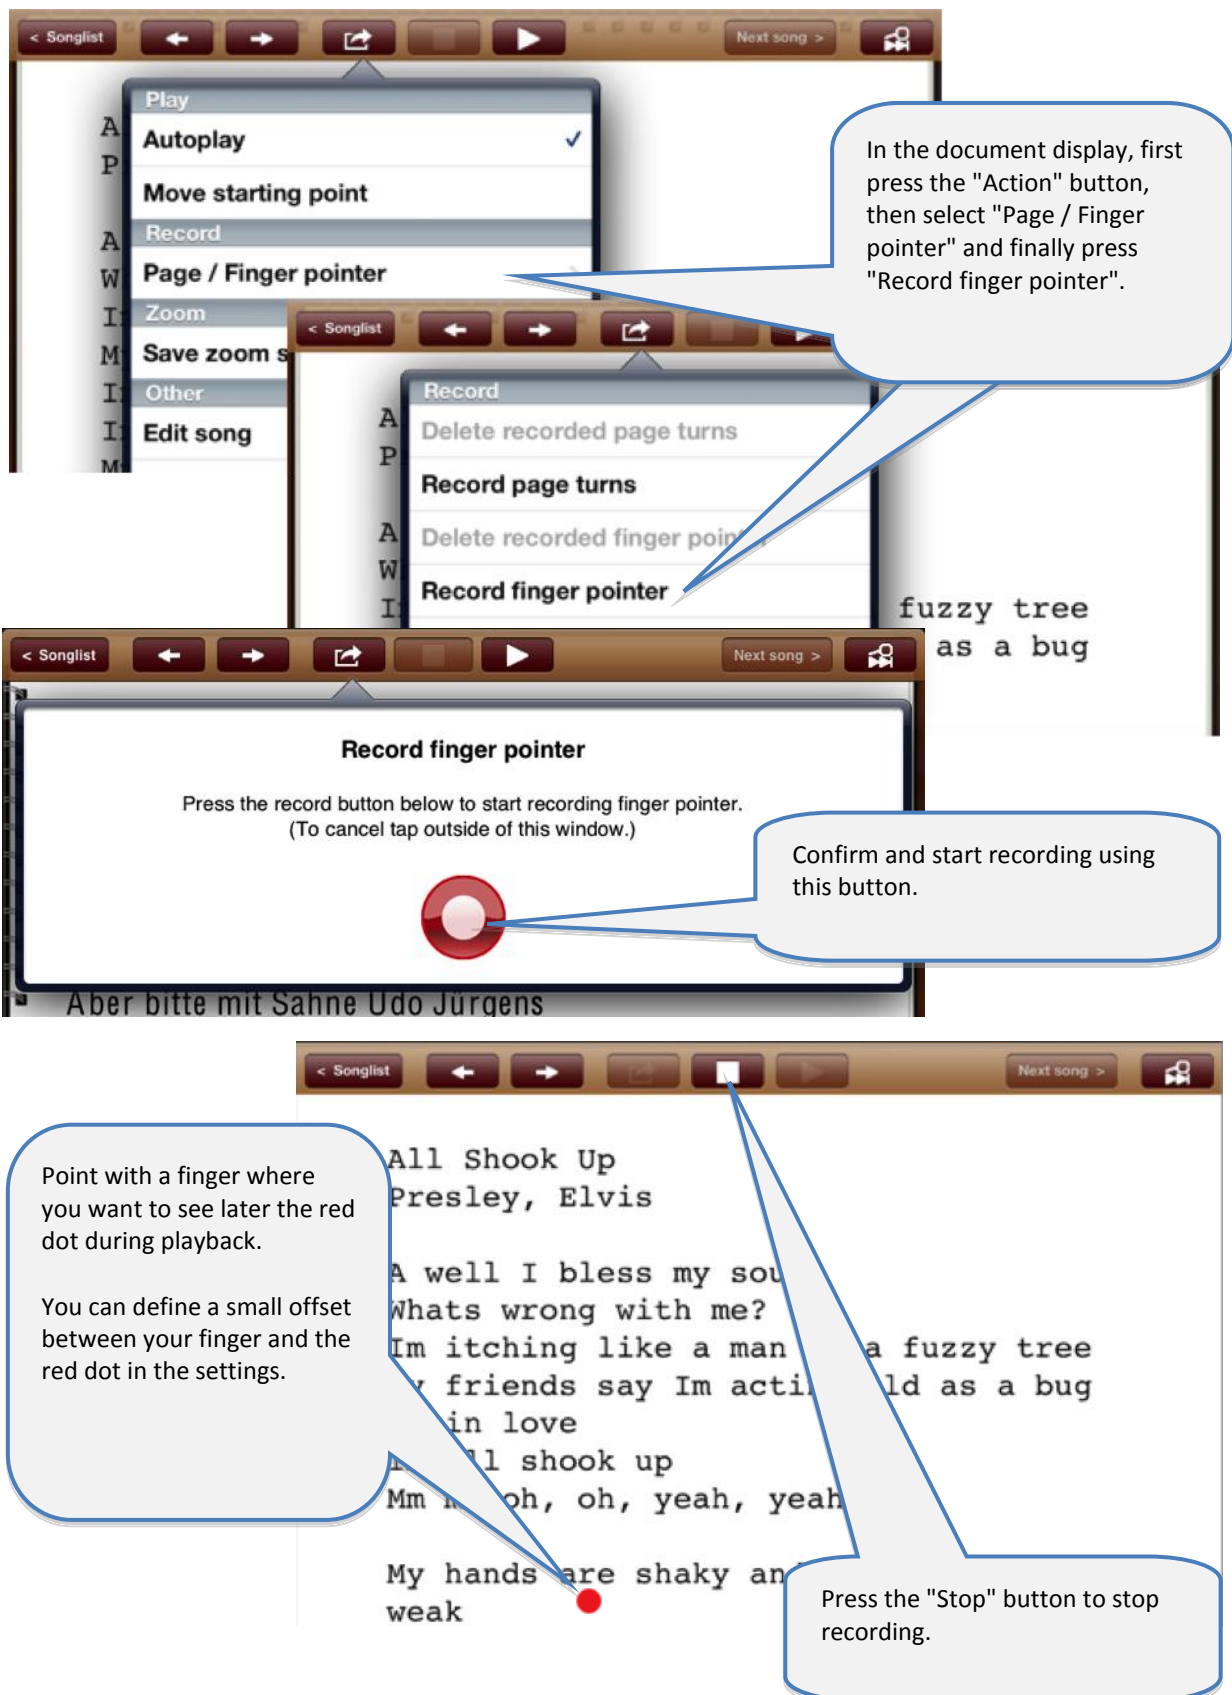 < Songlist
Next song >
Play
Autoplay
Move starting point
Record
Page / Finger pointer
Zoom
Save zoom s
Other
Edit song
A
P
A
W
I
M
I
I
M
In the document display, first
press the "Action" button,
then select "Page / Finger
pointer" and finally press
"Record finger pointer".
< Songlist
Record
Delete recorded page turns
Record page turns
Delete recorded finger pointer
Record finger pointer
A
P
A
W
I
fuzzy tree
as a bug
< Songlist
Next song >
Record finger pointer
Press the record button below to start recording finger pointer.
(To cancel tap outside of this window.)
Confirm and start recording using
this button.
Aber bitte mit Sahne Udo Jürgens
< Songlist
Next song >
Point with a finger where
you want to see later the red
dot during playback.
You can define a small offset
between your finger and the
red dot in the settings.
All Shook Up
Presley, Elvis
A well I bless my sou
Whats wrong with me?
Im itching like a man a fuzzy tree
friends say Im acti ld as a bug
in love
ll shook up
Mm oh, oh, yeah, yeah
My hands are shaky an
weak
Press the "Stop" button to stop
recording.